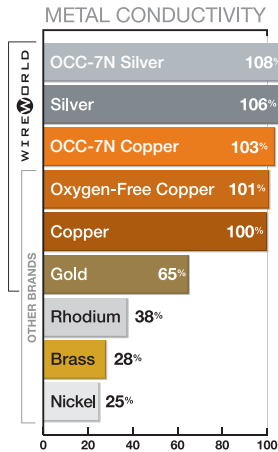 METAL CONDUCTIVITY
WIREWORLD
OTHER BRANDS
OCC-7N Silver 108%
Silver 106%
OCC-7N Copper 103%
Oxygen-Free Copper 101%
Copper 100%
Gold 65%
Rhodium 38%
Brass 28%
Nickel 25%
0 20 40 60 80 100